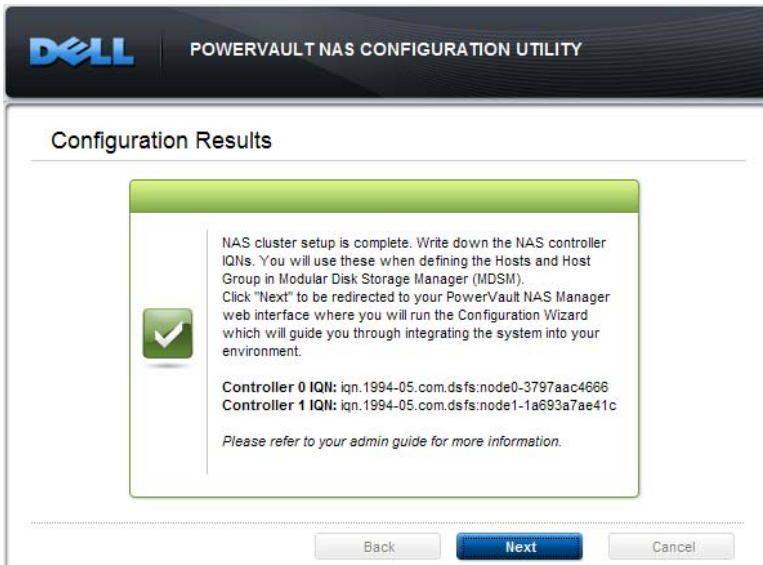 DELL
POWERVAULT NAS CONFIGURATION UTILITY
Configuration Results
NAS cluster setup is complete. Write down the NAS controller
IQNs. You will use these when defining the Hosts and Host
Group in Modular Disk Storage Manager (MDSM).
Click "Next" to be redirected to your PowerVault NAS Manager
web interface where you will run the Configuration Wizard
which will guide you through integrating the system into your
environment.
Controller 0 IQN: iqn.1994-05.com.dsfs:node0-3797aac4666
Controller 1 IQN: iqn.1994-05.com.dsfs:node1-1a693a7ae41c
Please refer to your admin guide for more information.
Back Next Cancel